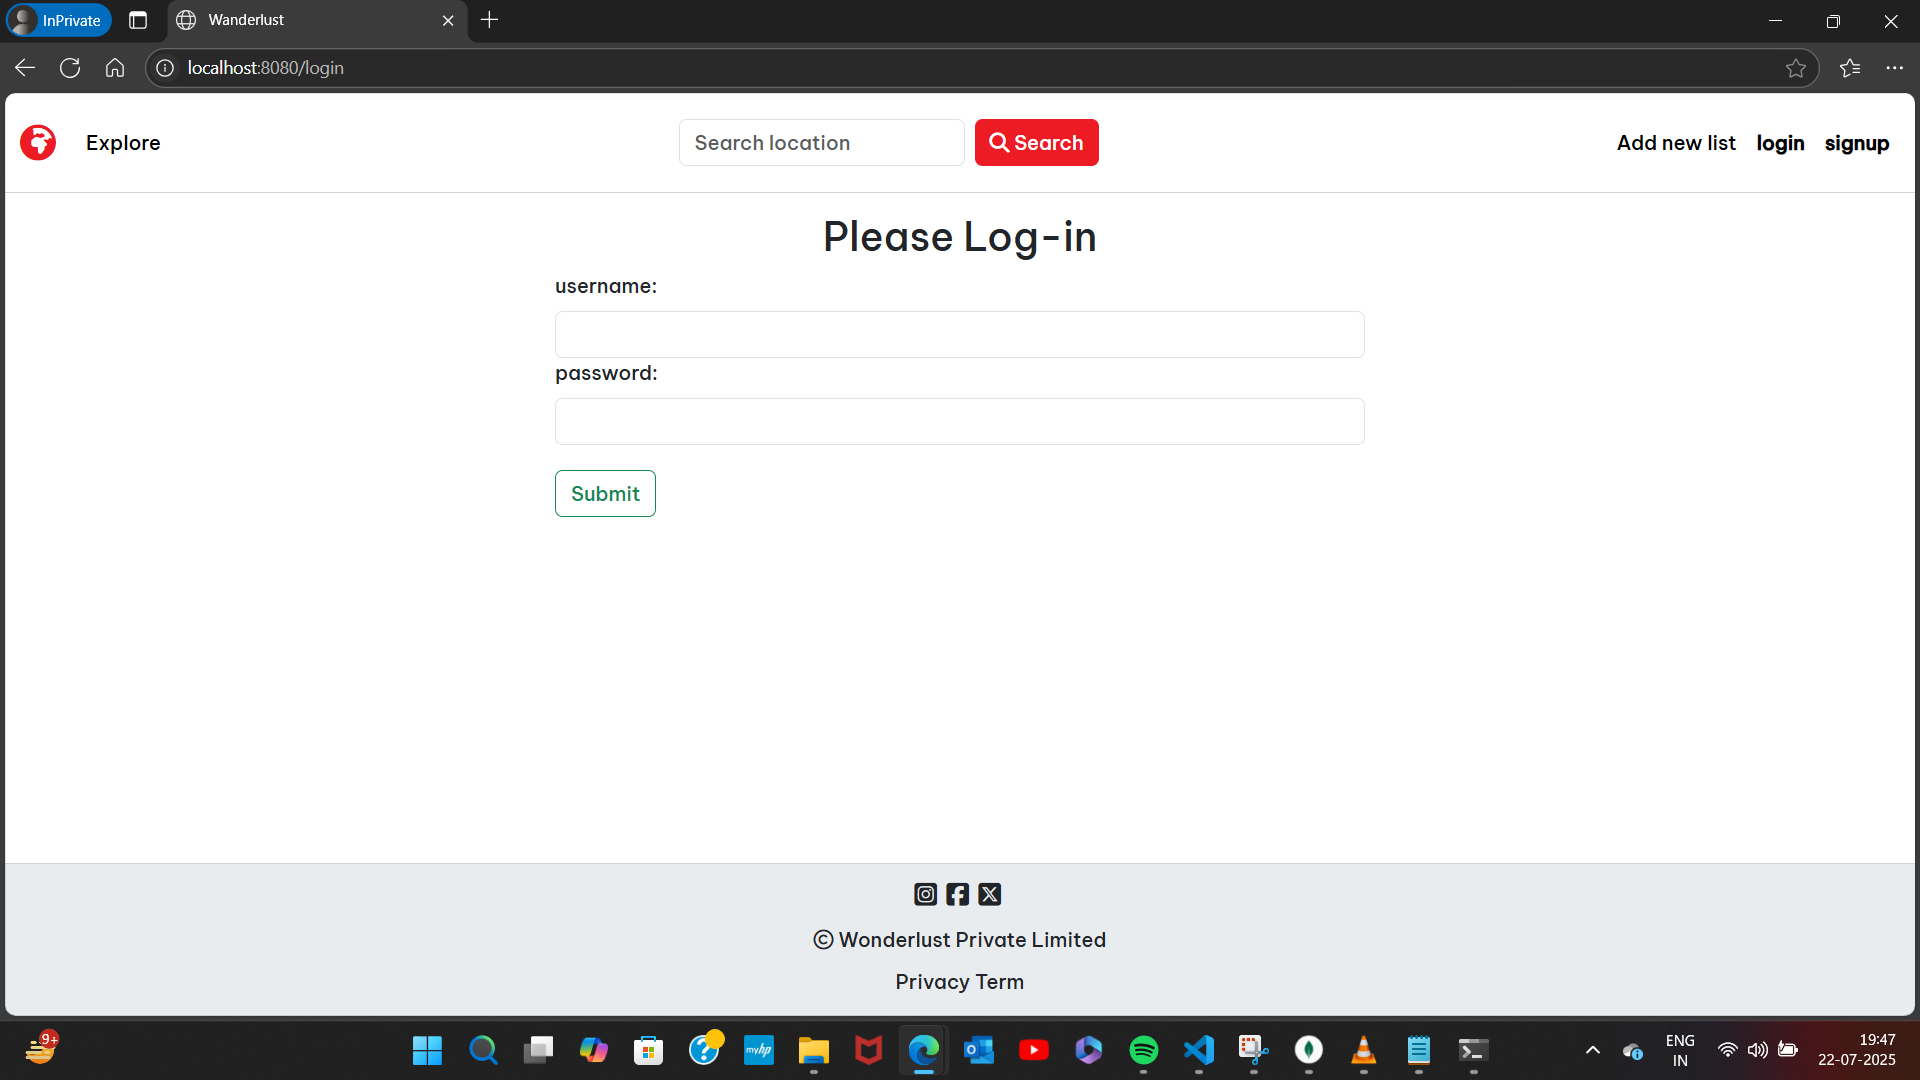 InPrivate
Wanderlust
localhost:8080/login
Explore
Search location
Search
Add new list
login
signup
Please Log-in
username:
password:
Submit
© Wonderlust Private Limited
Privacy Term
9+
myhp
ENG
IN
19:47
22-07-2025